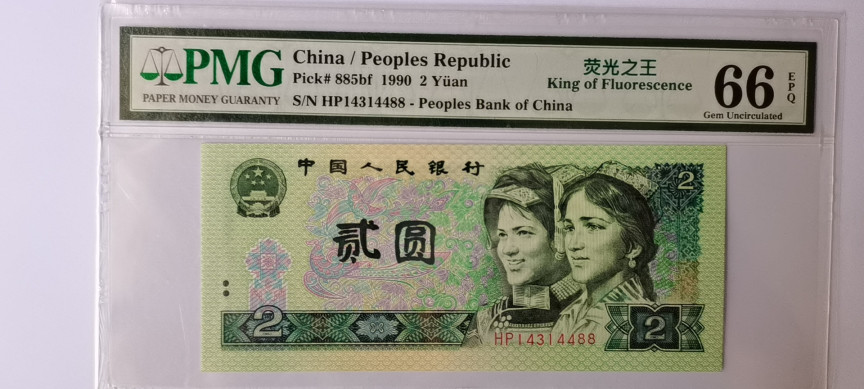 PMG
PAPER MONEY GUARANTY
China / Peoples Republic
Pick# 885bf 1990 2 Yüan
S/N HP14314488 - Peoples Bank of China
荧光之王
King of Fluorescence
66
EPQ
Gem Uncirculated
中国人民银行
2
贰圆
2
HP14314488
2